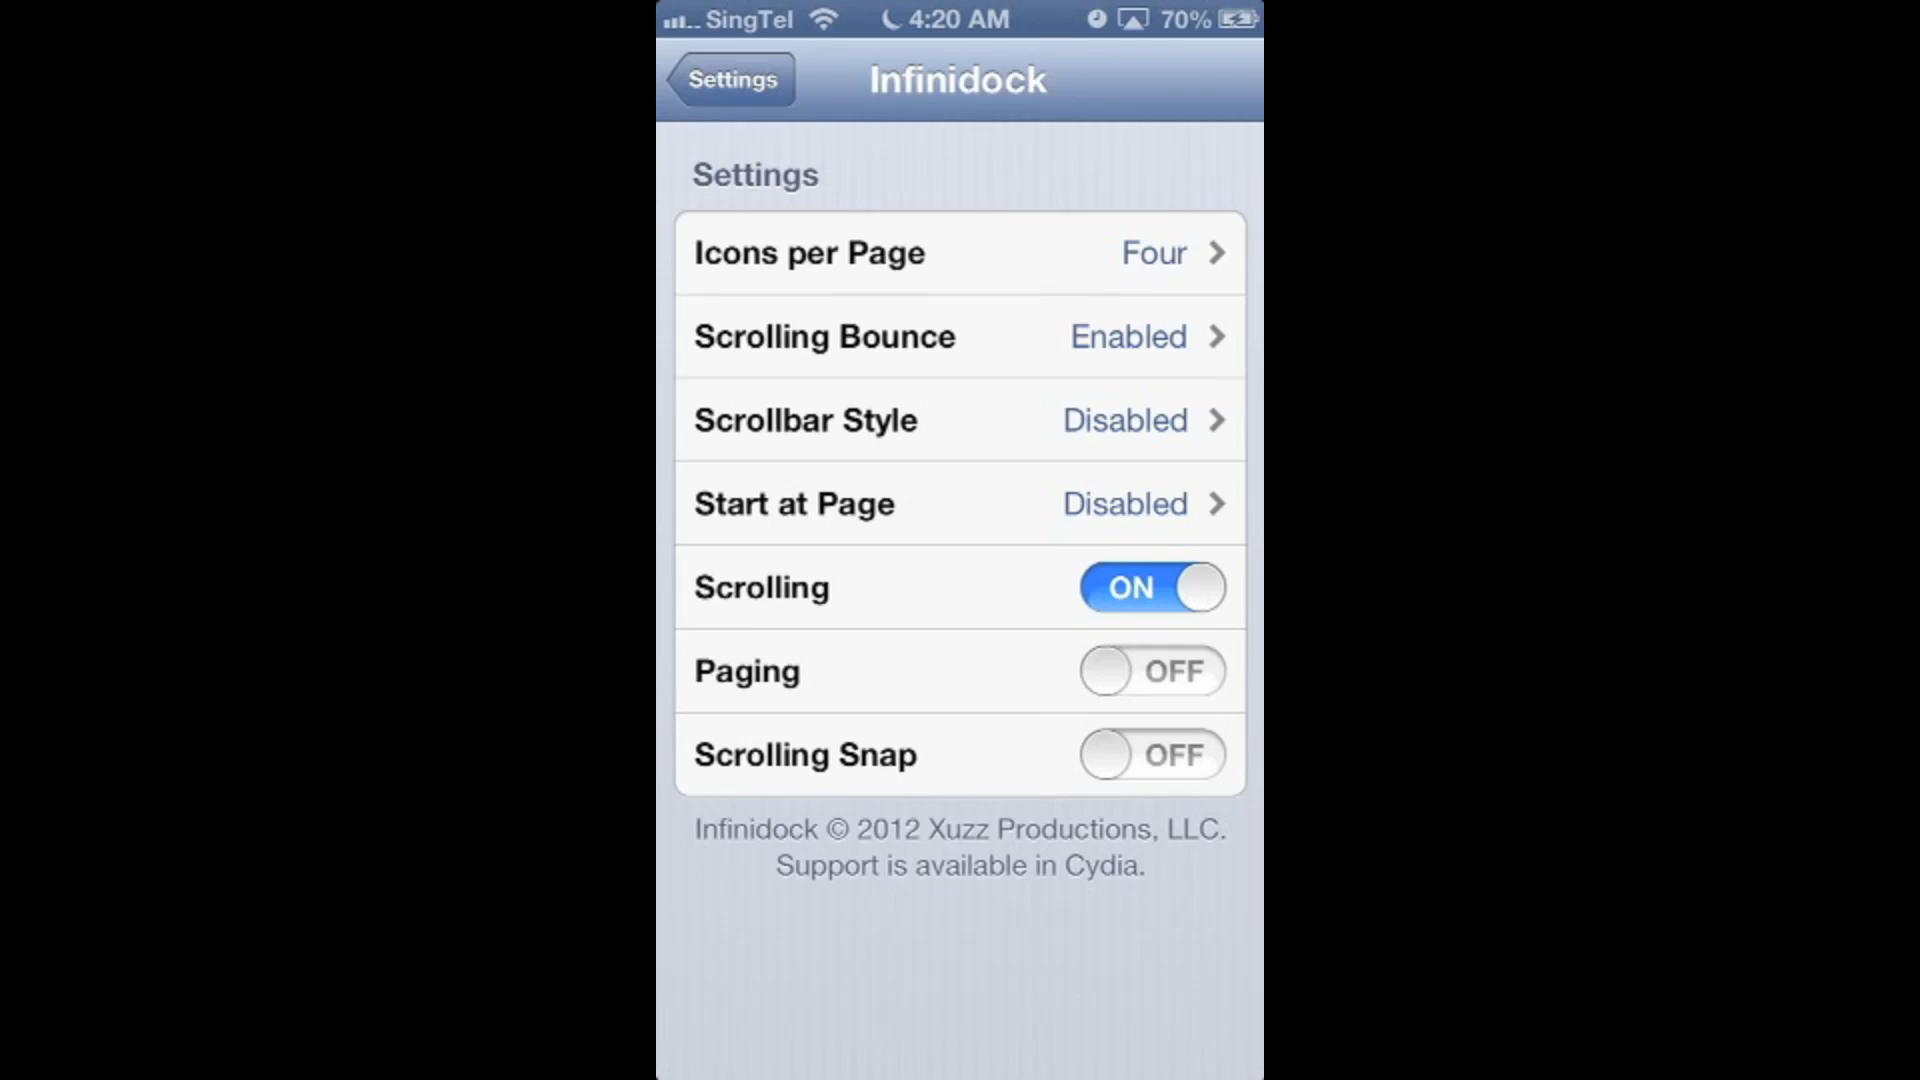 SingTel 4:20 AM 70%
Settings Infinidock
Settings
Icons per Page Four
Scrolling Bounce Enabled
Scrollbar Style Disabled
Start at Page Disabled
Scrolling ON
Paging OFF
Scrolling Snap OFF
Infinidock © 2012 Xuzz Productions, LLC.
Support is available in Cydia.